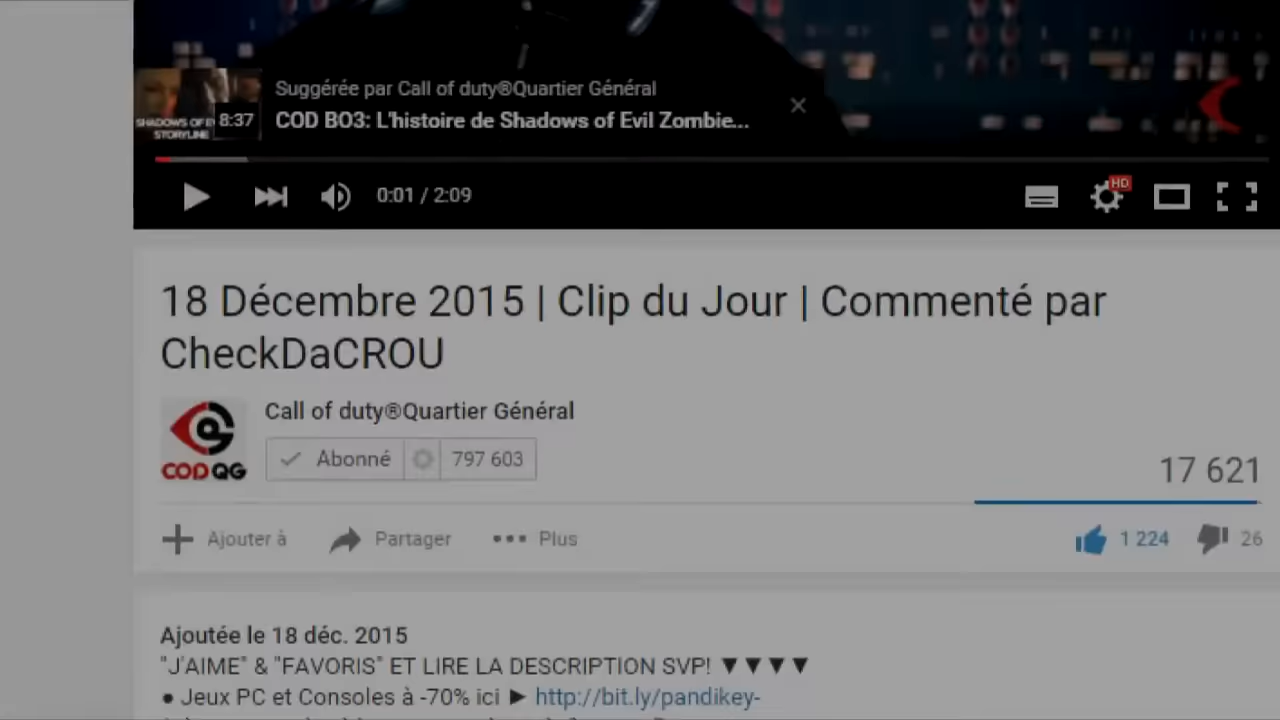 Suggérée par Call of duty®Quartier Général
SHADOWS OF EV
STORYLINE
8:37
COD BO3: L'histoire de Shadows of Evil Zombie...
0:01 / 2:09
HD
18 Décembre 2015 | Clip du Jour | Commenté par
CheckDaCROU
Call of duty®Quartier Général
COD QG
Abonné 797 603
17 621
Ajouter à Partager Plus 1 224 26
Ajoutée le 18 déc. 2015
"J'AIME" & "FAVORIS" ET LIRE LA DESCRIPTION SVP! ▼▼▼▼
● Jeux PC et Consoles à -70% ici ► http://bit.ly/pandikey-